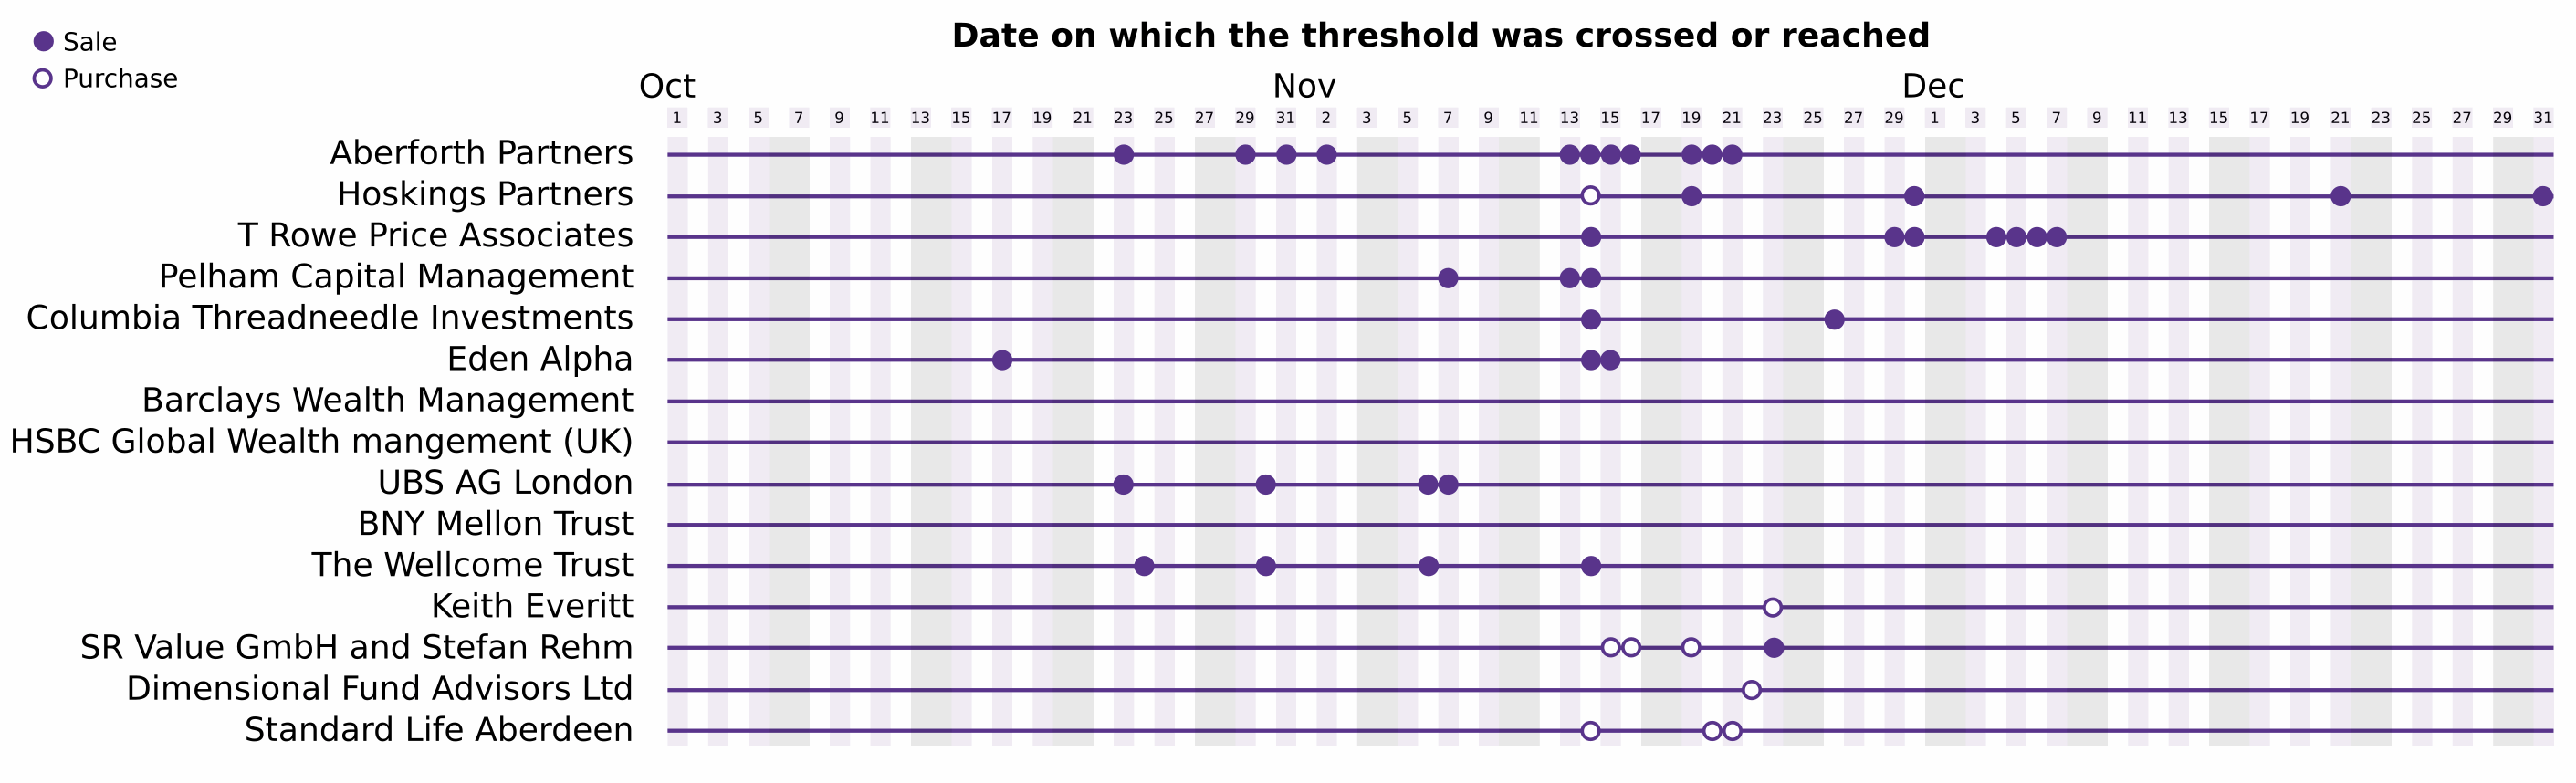 Date on which the threshold was crossed or reached
Sale
Purchase
Oct Nov Dec
1 3 5 7 9 11 13 15 17 19 21 23 25 27 29 31 2 3 5 7 9 11 13 15 17 19 21 23 25 27 29 1 3 5 7 9 11 13 15 17 19 21 23 25 27 29 31
Aberforth Partners
Hoskings Partners
T Rowe Price Associates
Pelham Capital Management
Columbia Threadneedle Investments
Eden Alpha
Barclays Wealth Management
HSBC Global Wealth mangement (UK)
UBS AG London
BNY Mellon Trust
The Wellcome Trust
Keith Everitt
SR Value GmbH and Stefan Rehm
Dimensional Fund Advisors Ltd
Standard Life Aberdeen